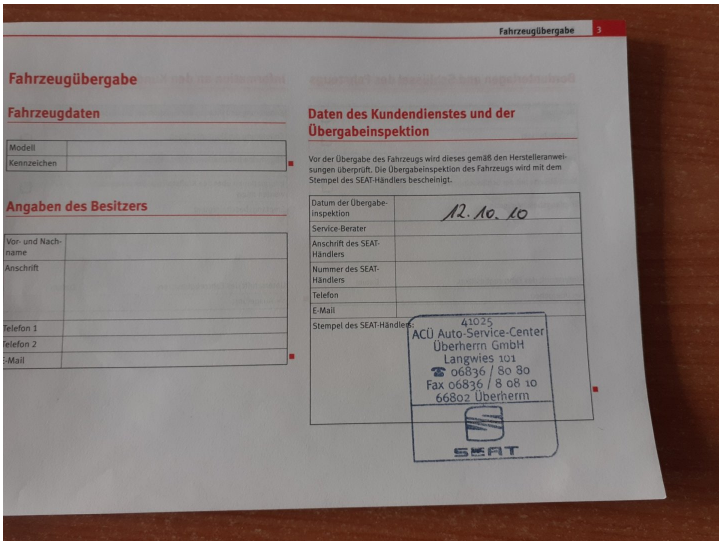 Fahrzeugübergabe 3
Fahrzeugübergabe
Fahrzeugdaten
Modell
Kennzeichen
Angaben des Besitzers
Vor- und Nach-
name
Anschrift
Telefon 1
Telefon 2
E-Mail
Daten des Kundendienstes und der
Übergabeinspektion
Vor der Übergabe des Fahrzeugs wird dieses gemäß den Herstelleranwei-
sungen überprüft. Die Übergabeinspektion des Fahrzeugs wird mit dem
Stempel des SEAT-Händlers bescheinigt.
Datum der Übergabe-
inspektion
12.10.10
Service-Berater
Anschrift des SEAT-
Händlers
Nummer des SEAT-
Händlers
Telefon
E-Mail
Stempel des SEAT-Händlers:
41025
ACÜ Auto-Service-Center
Überherrn GmbH
Langwies 101
☎ 06836 / 80 80
Fax 06836 / 8 08 10
66802 Überherrn
SEAT